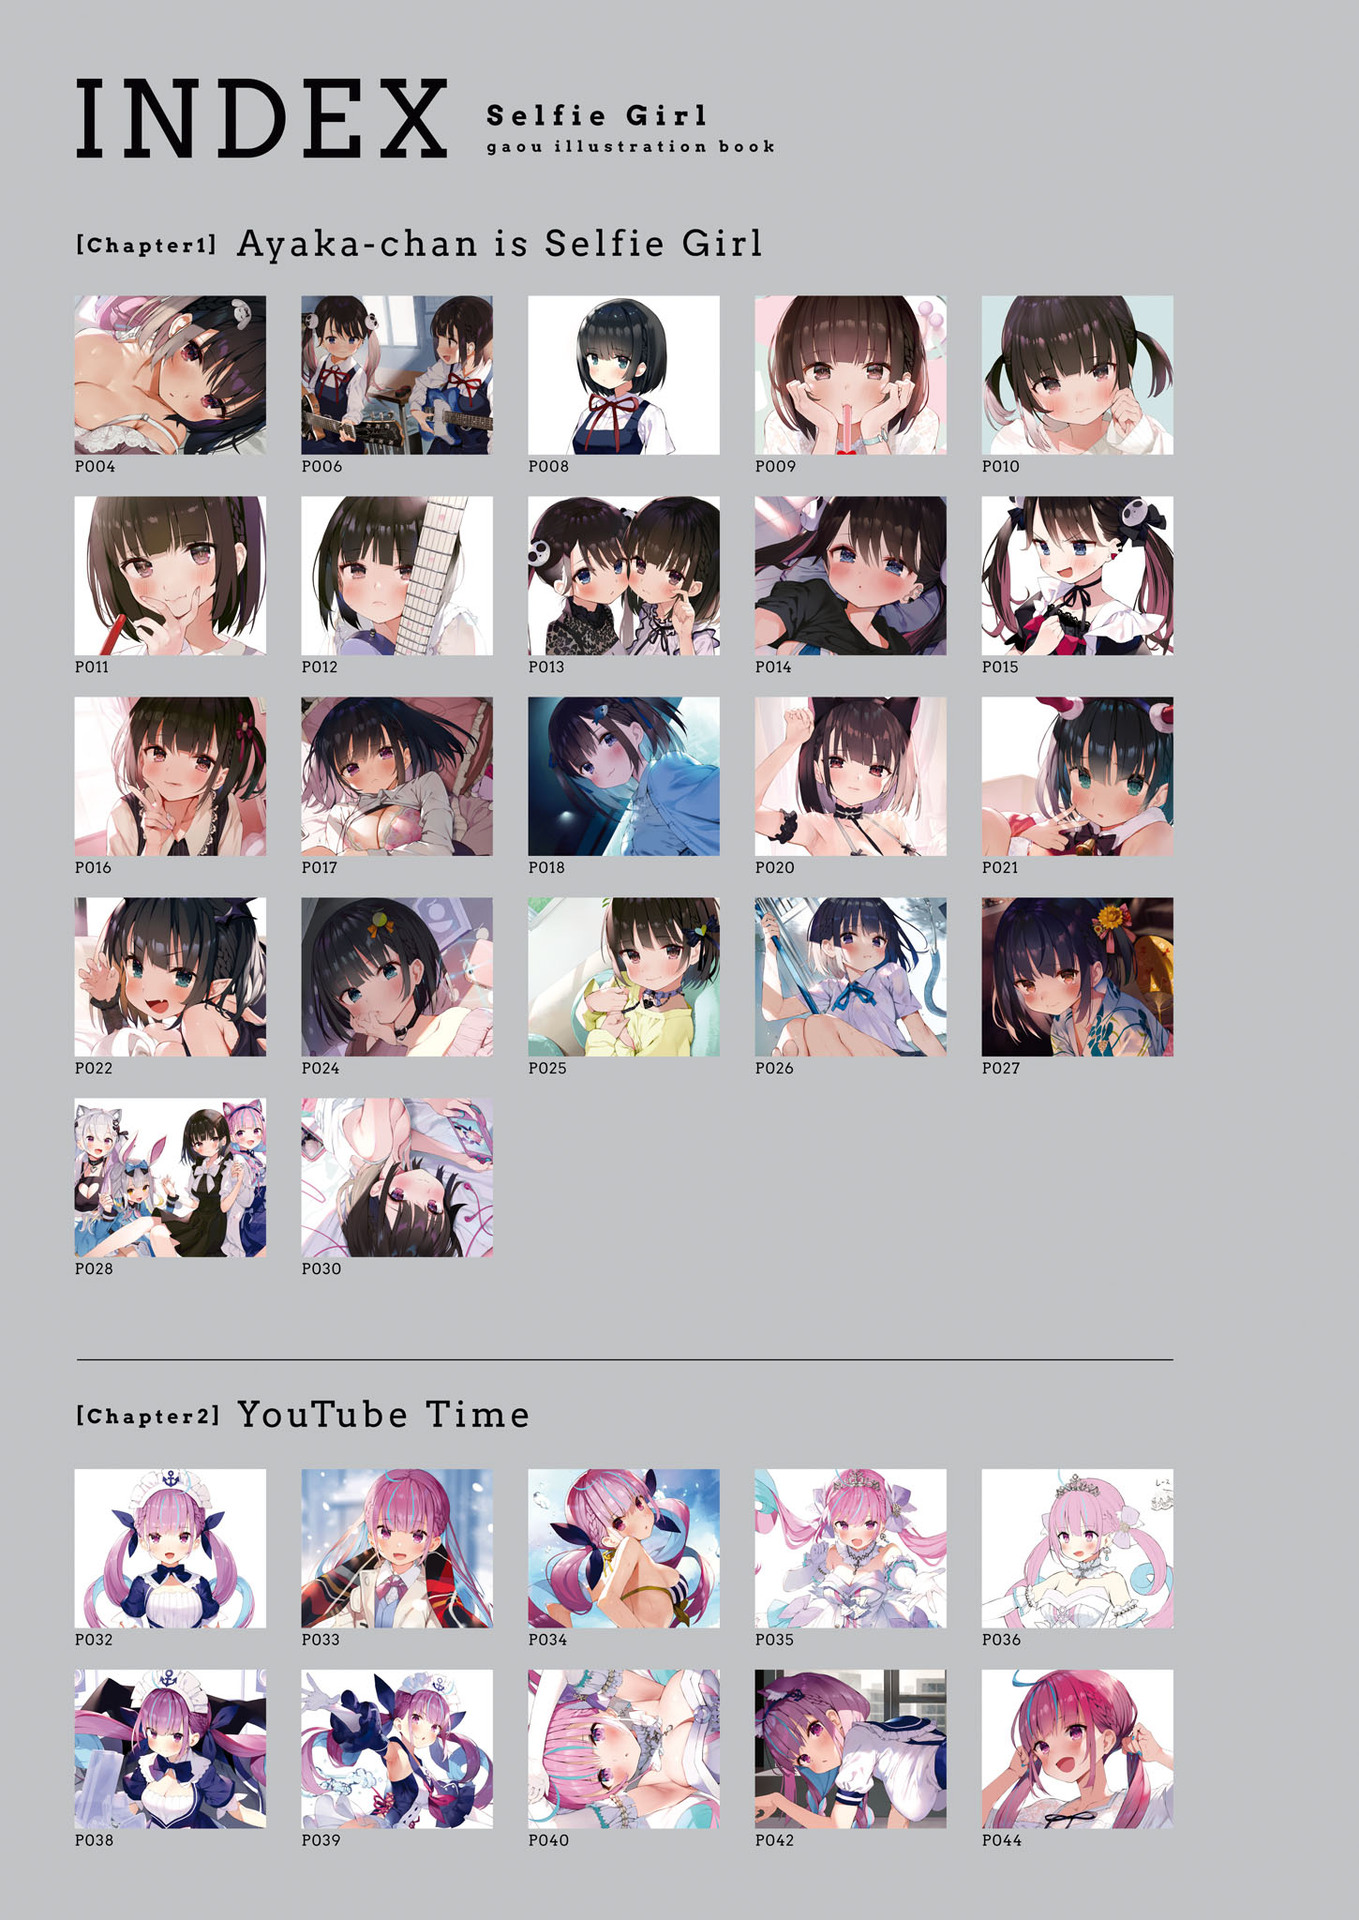 INDEX
Selfie Girl
gaou illustration book
[Chapter1] Ayaka-chan is Selfie Girl
P004 P006 P008 P009 P010
P011 P012 P013 P014 P015
P016 P017 P018 P020 P021
P022 P024 P025 P026 P027
P028 P030
[Chapter2] YouTube Time
P032 P033 P034 P035 P036
P038 P039 P040 P042 P044